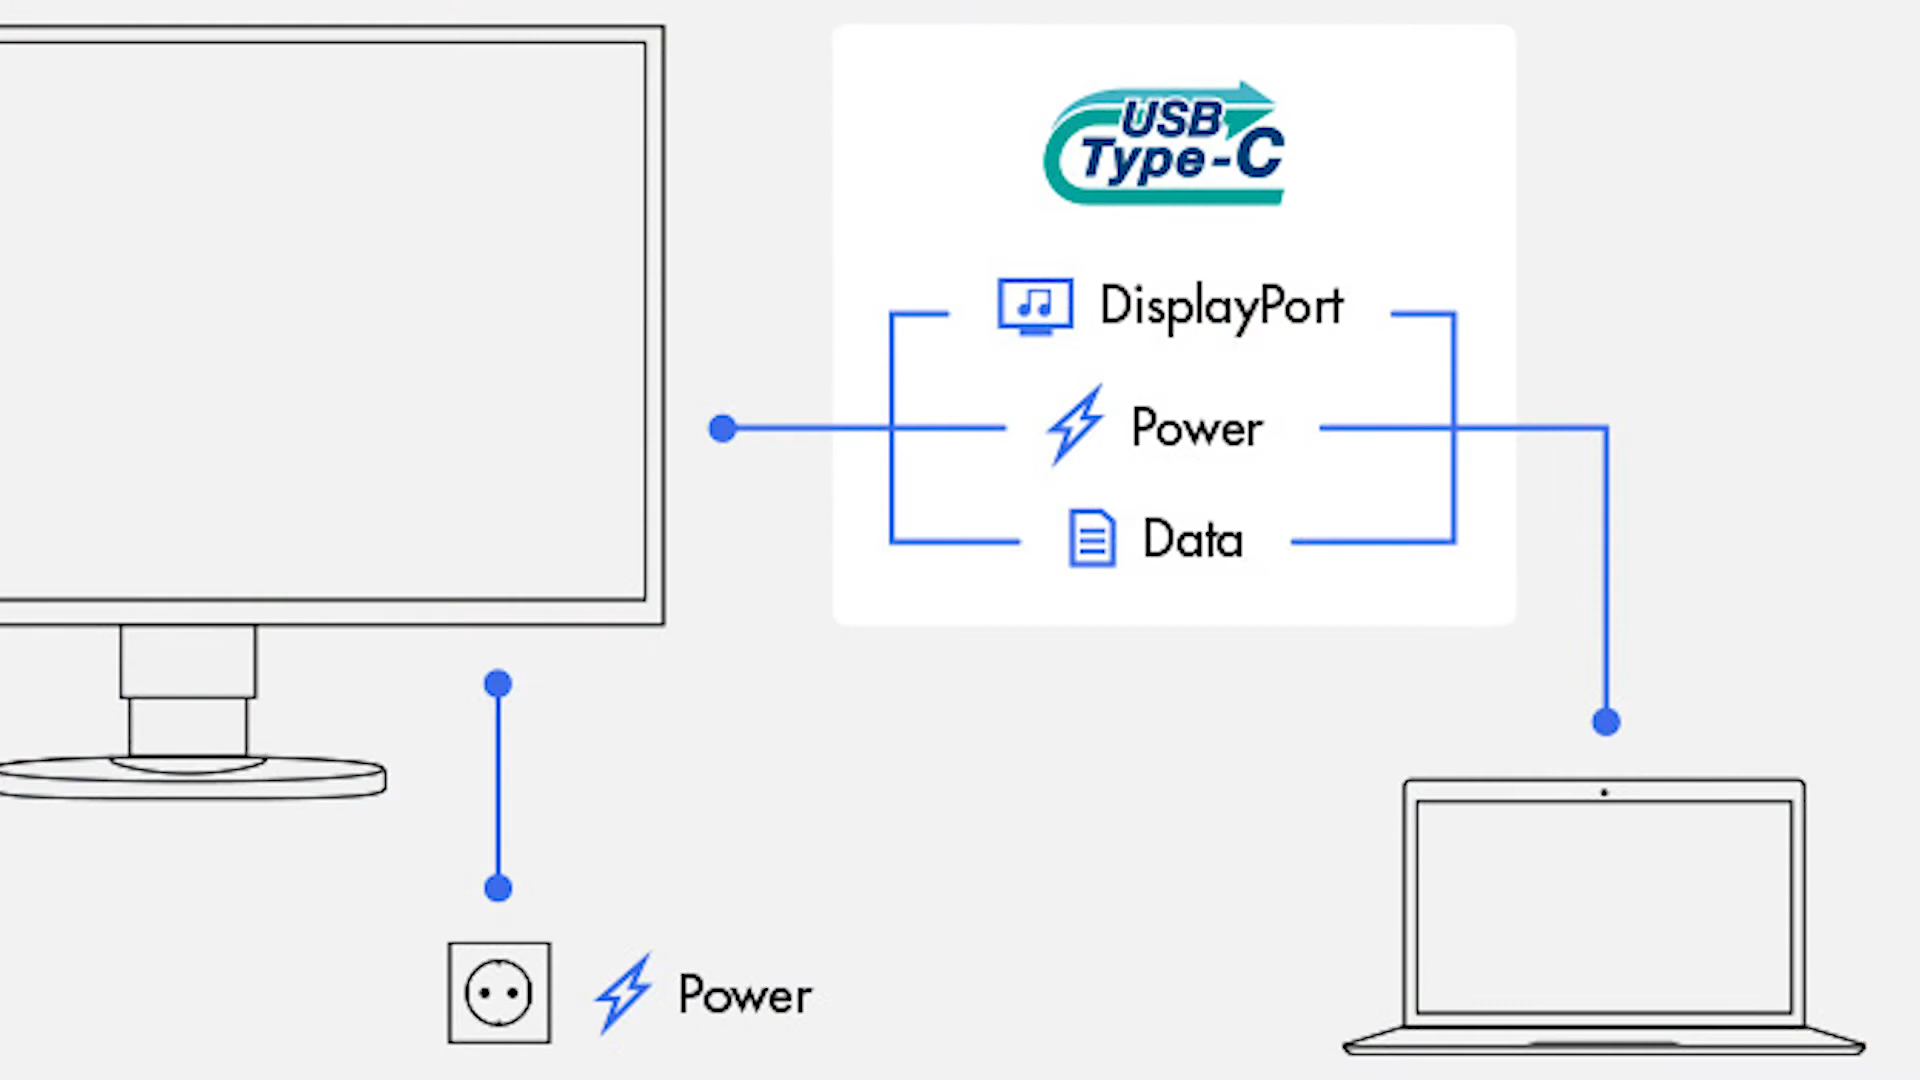 USB
Type-C
DisplayPort
Power
Data
Power